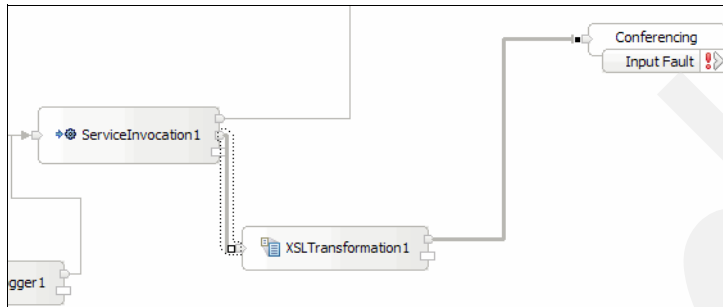 Conferencing
Input Fault
ServiceInvocation1
XSLTransformation1
gger1